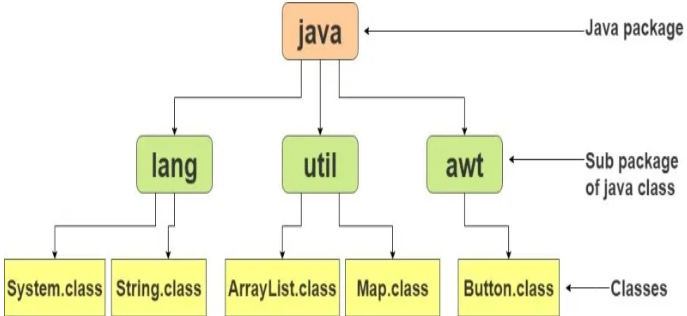 java
Java package
lang
util
awt
Sub package
of java class
System.class
String.class
ArrayList.class
Map.class
Button.class
Classes